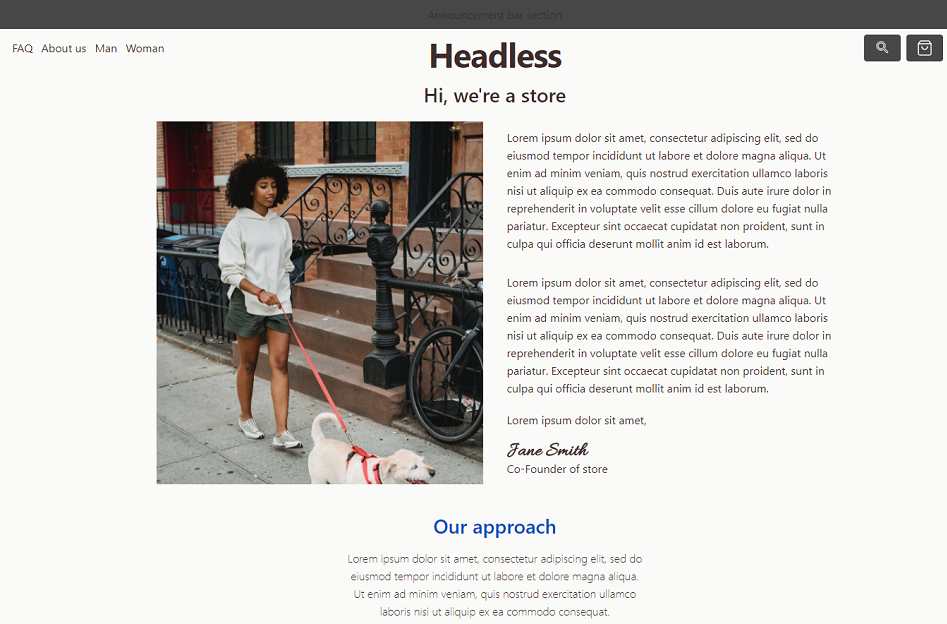 Announcement bar section
FAQ About us Man Woman
Headless
Hi, we're a store
Lorem ipsum dolor sit amet, consectetur adipiscing elit, sed do
eiusmod tempor incididunt ut labore et dolore magna aliqua. Ut
enim ad minim veniam, quis nostrud exercitation ullamco laboris
nisi ut aliquip ex ea commodo consequat. Duis aute irure dolor in
reprehenderit in voluptate velit esse cillum dolore eu fugiat nulla
pariatur. Excepteur sint occaecat cupidatat non proident, sunt in
culpa qui officia deserunt mollit anim id est laborum.
Lorem ipsum dolor sit amet, consectetur adipiscing elit, sed do
eiusmod tempor incididunt ut labore et dolore magna aliqua. Ut
enim ad minim veniam, quis nostrud exercitation ullamco laboris
nisi ut aliquip ex ea commodo consequat. Duis aute irure dolor in
reprehenderit in voluptate velit esse cillum dolore eu fugiat nulla
pariatur. Excepteur sint occaecat cupidatat non proident, sunt in
culpa qui officia deserunt mollit anim id est laborum.
Lorem ipsum dolor sit amet,
Jane Smith
Co-Founder of store
Our approach
Lorem ipsum dolor sit amet, consectetur adipiscing elit, sed do
eiusmod tempor incididunt ut labore et dolore magna aliqua.
Ut enim ad minim veniam, quis nostrud exercitation ullamco
laboris nisi ut aliquip ex ea commodo consequat.